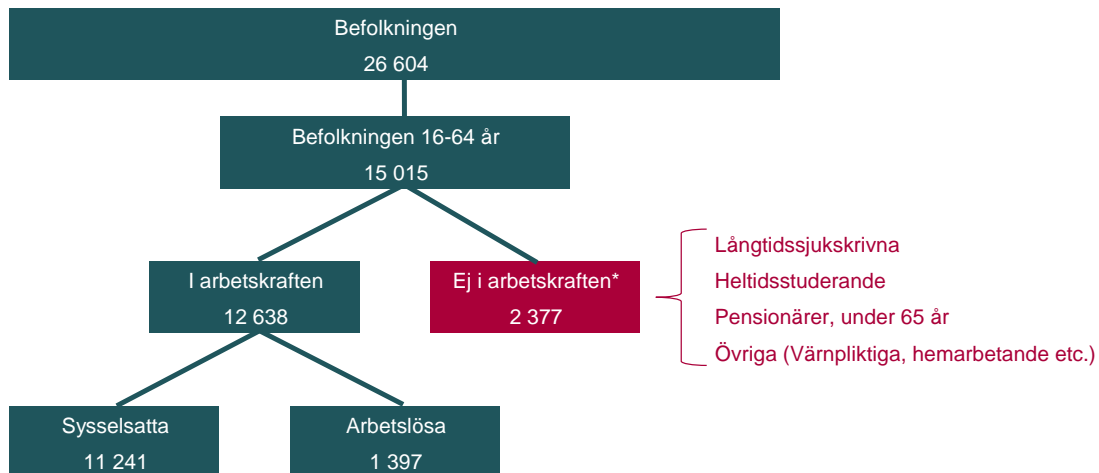 Befolkningen
26 604
Befolkningen 16-64 år
15 015
I arbetskraften
12 638
Ej i arbetskraften*
2 377
Långtidssjukskrivna
Heltidsstuderande
Pensionärer, under 65 år
Övriga (Värnpliktiga, hemarbetande etc.)
Sysselsatta
11 241
Arbetslösa
1 397